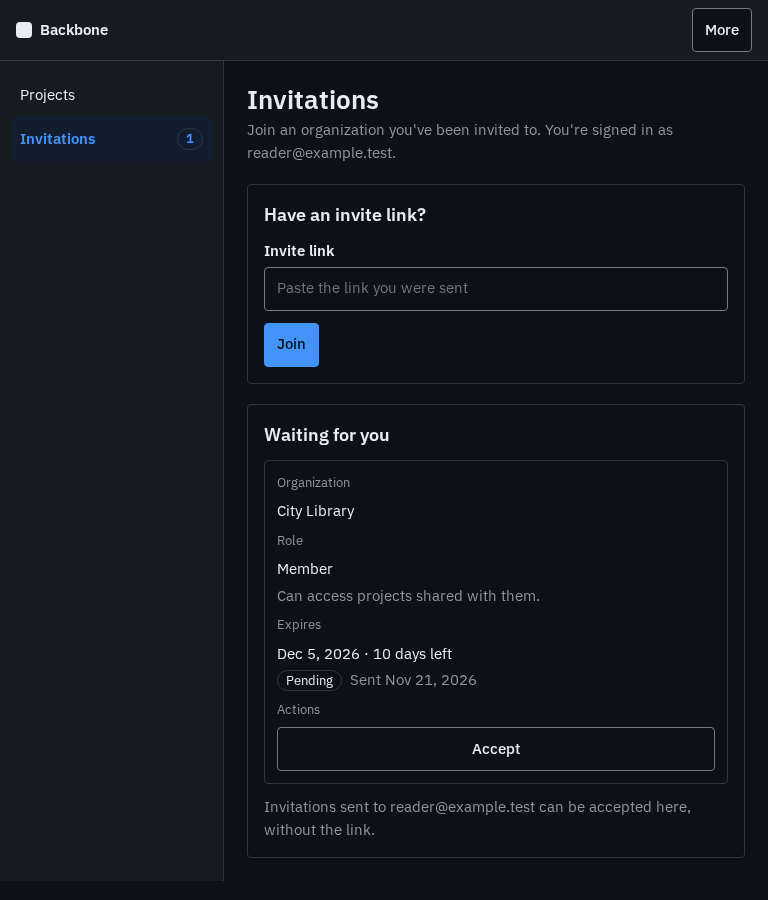 Backbone
More
Projects
Invitations 1
Invitations
Join an organization you've been invited to. You're signed in as
reader@example.test.
Have an invite link?
Invite link
Paste the link you were sent
Join
Waiting for you
Organization
City Library
Role
Member
Can access projects shared with them.
Expires
Dec 5, 2026 · 10 days left
Pending Sent Nov 21, 2026
Actions
Accept
Invitations sent to reader@example.test can be accepted here,
without the link.